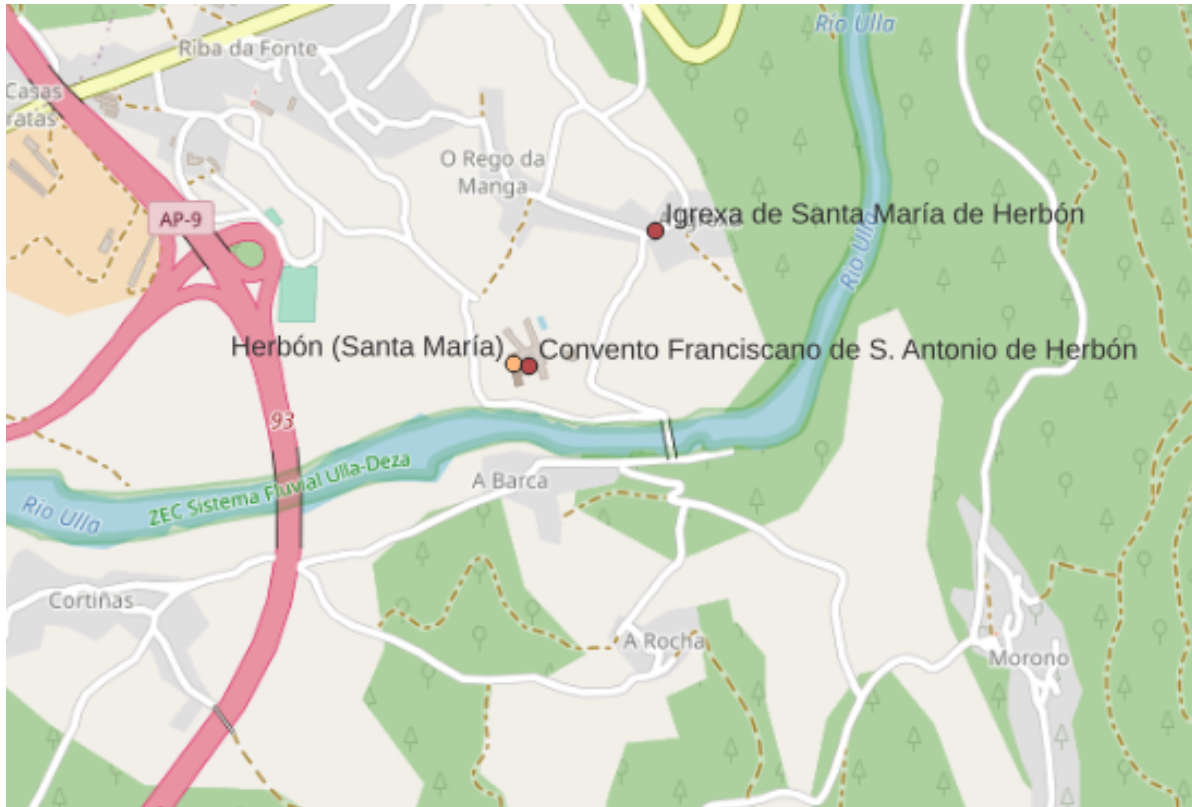 Río Ulla
Riba da Fonte
Casas
ratas
O Rego da
Manga
AP-9
Igrexa de Santa María de Herbón
Río Ulla
Herbón (Santa María)
Convento Franciscano de S. Antonio de Herbón
93
ZEC Sistema Fluvial Ulla-Deza
A Barca
Río Ulla
Cortiñas
A Rocha
Morono